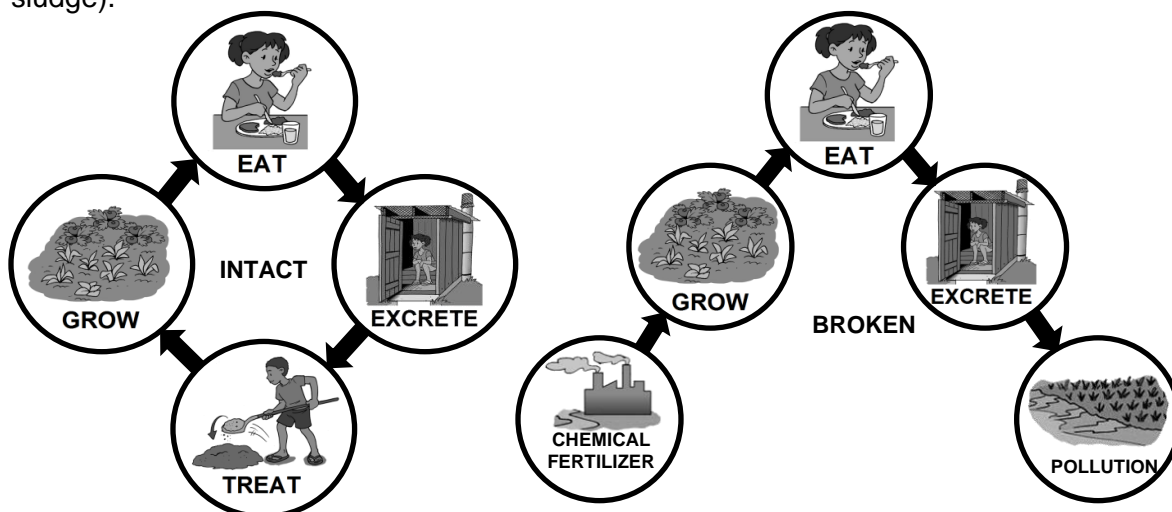 sludge).
EAT
EAT
GROW
INTACT
EXCRETE
GROW
BROKEN
EXCRETE
TREAT
CHEMICAL
FERTILIZER
POLLUTION